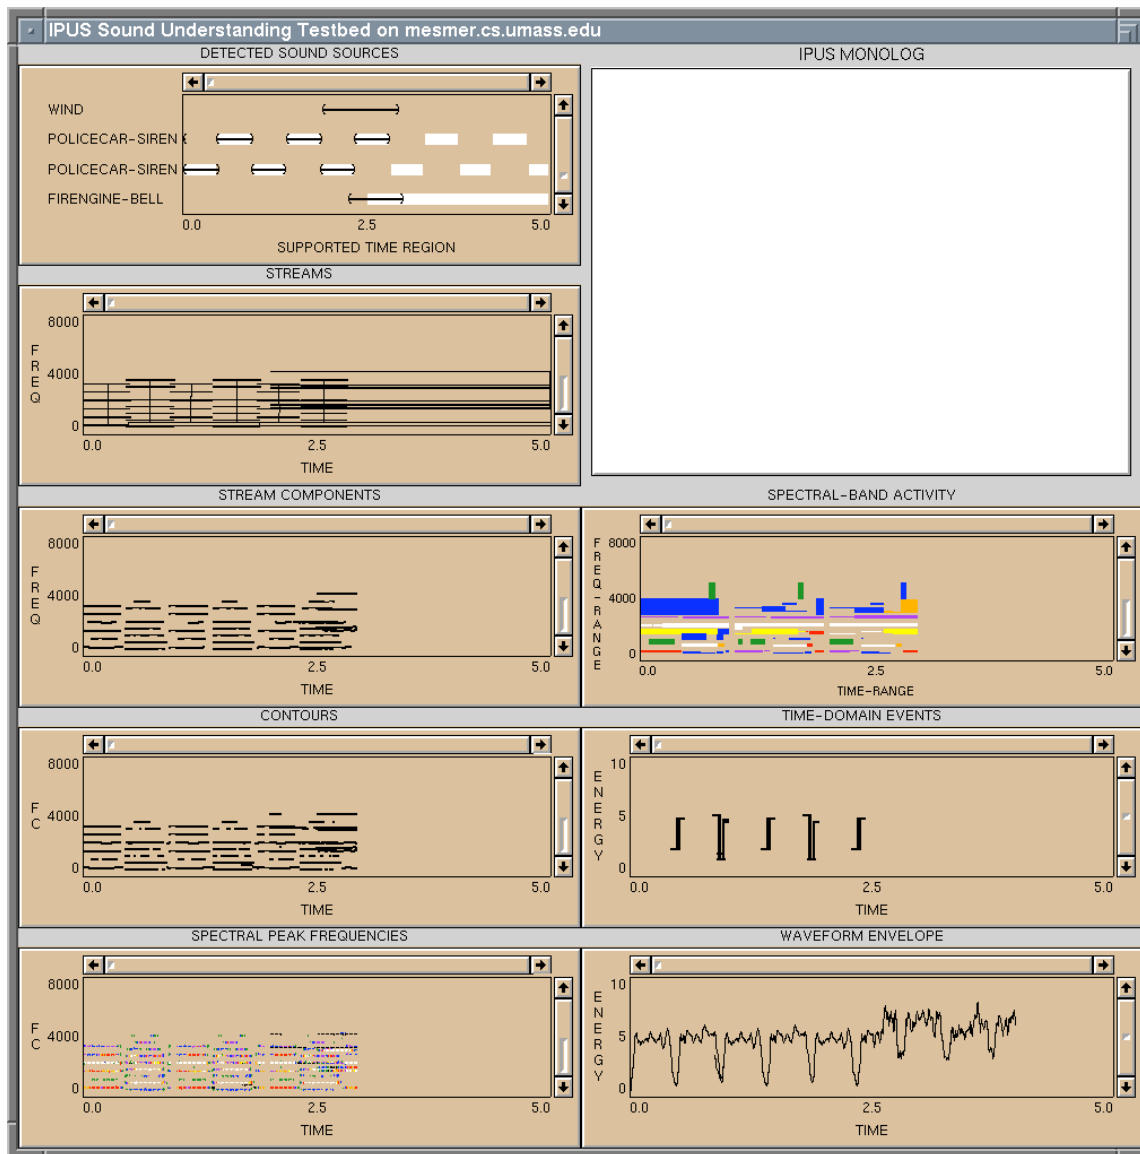 IPUS Sound Understanding Testbed on mesmer.cs.umass.edu
DETECTED SOUND SOURCES
WIND
POLICECAR-SIREN
POLICECAR-SIREN
FIRENGINE-BELL
0.0 2.5 5.0
SUPPORTED TIME REGION
IPUS MONOLOG
STREAMS
FREQ
8000
4000
0
0.0 2.5 5.0
TIME
STREAM COMPONENTS
FREQ
8000
4000
0
0.0 2.5 5.0
TIME
SPECTRAL-BAND ACTIVITY
FREQ-RANGE
8000
4000
0
0.0 2.5 5.0
TIME-RANGE
CONTOURS
FC
8000
4000
0
0.0 2.5 5.0
TIME
TIME-DOMAIN EVENTS
ENERGY
10
5
0
0.0 2.5 5.0
TIME
SPECTRAL PEAK FREQUENCIES
FC
8000
4000
0
0.0 2.5 5.0
TIME
WAVEFORM ENVELOPE
ENERGY
10
5
0
0.0 2.5 5.0
TIME